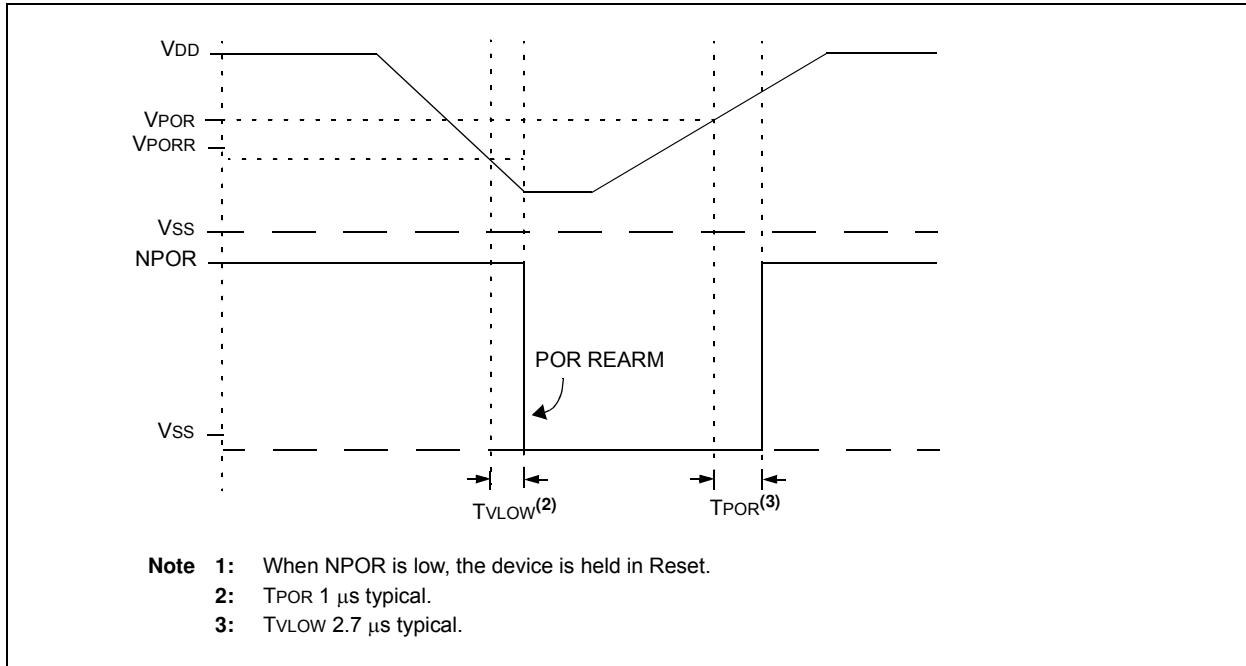 VDD
VPOR
VPORR
VSS
NPOR
POR REARM
VSS
TVLOW(2) TPOR(3)
Note 1: When NPOR is low, the device is held in Reset.
2: TPOR 1 μs typical.
3: TVLOW 2.7 μs typical.